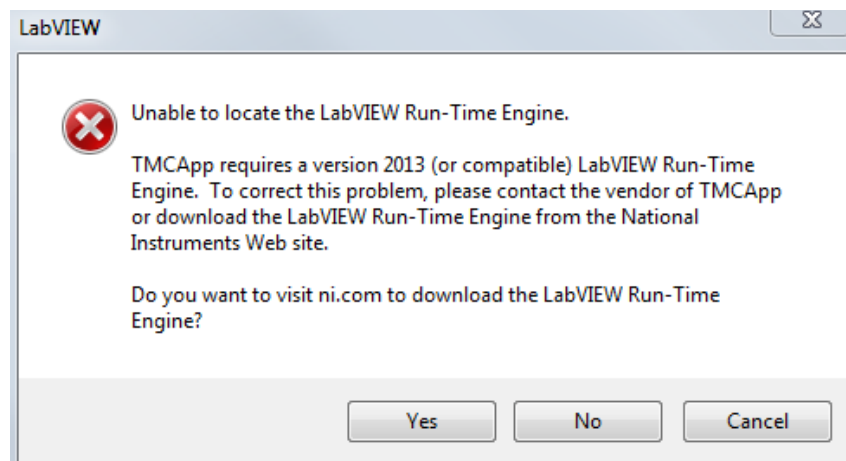 LabVIEW
Unable to locate the LabVIEW Run-Time Engine.
TMCApp requires a version 2013 (or compatible) LabVIEW Run-Time
Engine.  To correct this problem, please contact the vendor of TMCApp
or download the LabVIEW Run-Time Engine from the National
Instruments Web site.
Do you want to visit ni.com to download the LabVIEW Run-Time
Engine?
Yes
No
Cancel